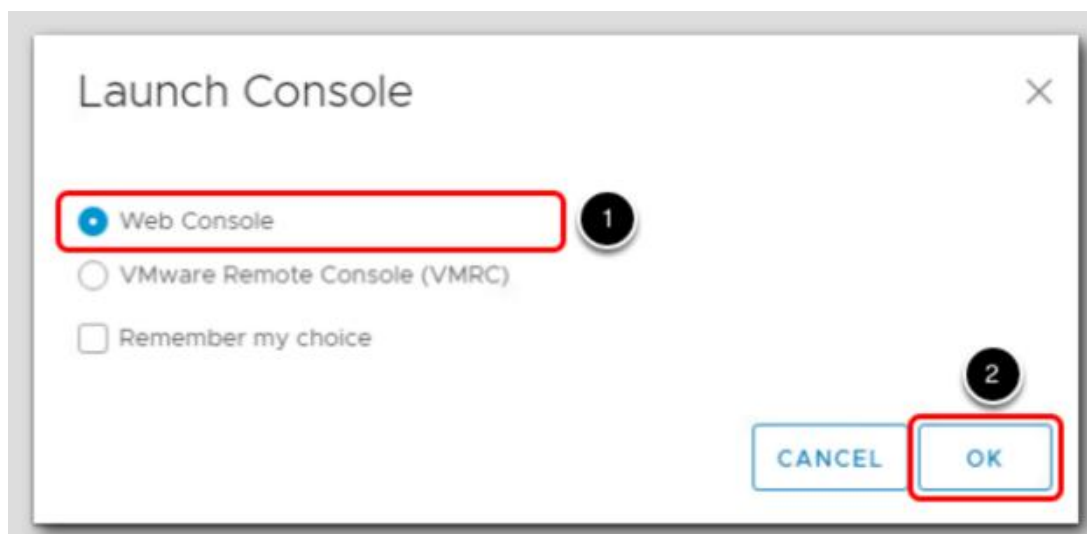 Launch Console
Web Console
1
VMware Remote Console (VMRC)
Remember my choice
2
CANCEL
OK